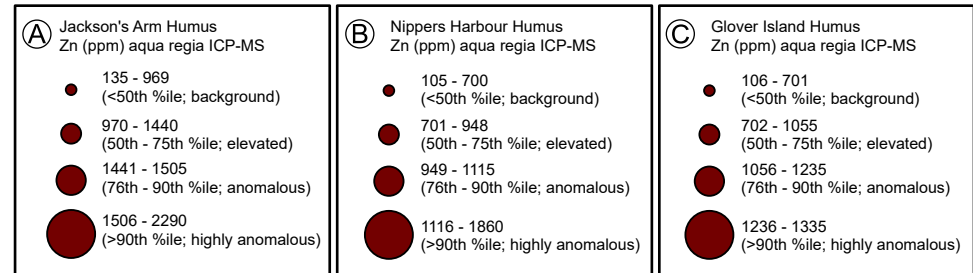 A Jackson's Arm Humus
Zn (ppm) aqua regia ICP-MS
135 - 969
(<50th %ile; background)
970 - 1440
(50th - 75th %ile; elevated)
1441 - 1505
(76th - 90th %ile; anomalous)
1506 - 2290
(>90th %ile; highly anomalous)
B Nippers Harbour Humus
Zn (ppm) aqua regia ICP-MS
105 - 700
(<50th %ile; background)
701 - 948
(50th - 75th %ile; elevated)
949 - 1115
(76th - 90th %ile; anomalous)
1116 - 1860
(>90th %ile; highly anomalous)
C Glover Island Humus
Zn (ppm) aqua regia ICP-MS
106 - 701
(<50th %ile; background)
702 - 1055
(50th - 75th %ile; elevated)
1056 - 1235
(76th - 90th %ile; anomalous)
1236 - 1335
(>90th %ile; highly anomalous)